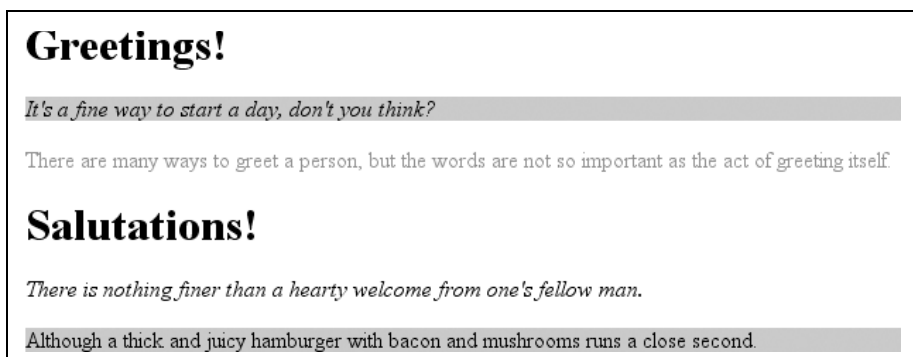 Greetings!
It's a fine way to start a day, don't you think?
There are many ways to greet a person, but the words are not so important as the act of greeting itself.
Salutations!
There is nothing finer than a hearty welcome from one's fellow man.
Although a thick and juicy hamburger with bacon and mushrooms runs a close second.